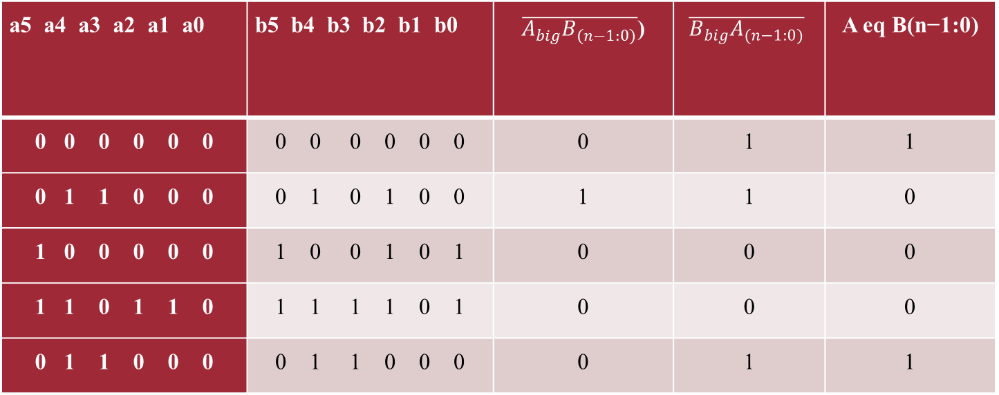 a5 a4 a3 a2 a1 a0 b5 b4 b3 b2 b1 b0 $\overline{A_{big}B_{(n-1:0)}}$) $\overline{B_{big}A_{(n-1:0)}}$ A eq B(n−1:0)
0 0 0 0 0 0 0 0 0 0 0 0 0 1 1
0 1 1 0 0 0 0 1 0 1 0 0 1 1 0
1 0 0 0 0 0 1 0 0 1 0 1 0 0 0
1 1 0 1 1 0 1 1 1 1 0 1 0 0 0
0 1 1 0 0 0 0 1 1 0 0 0 0 1 1